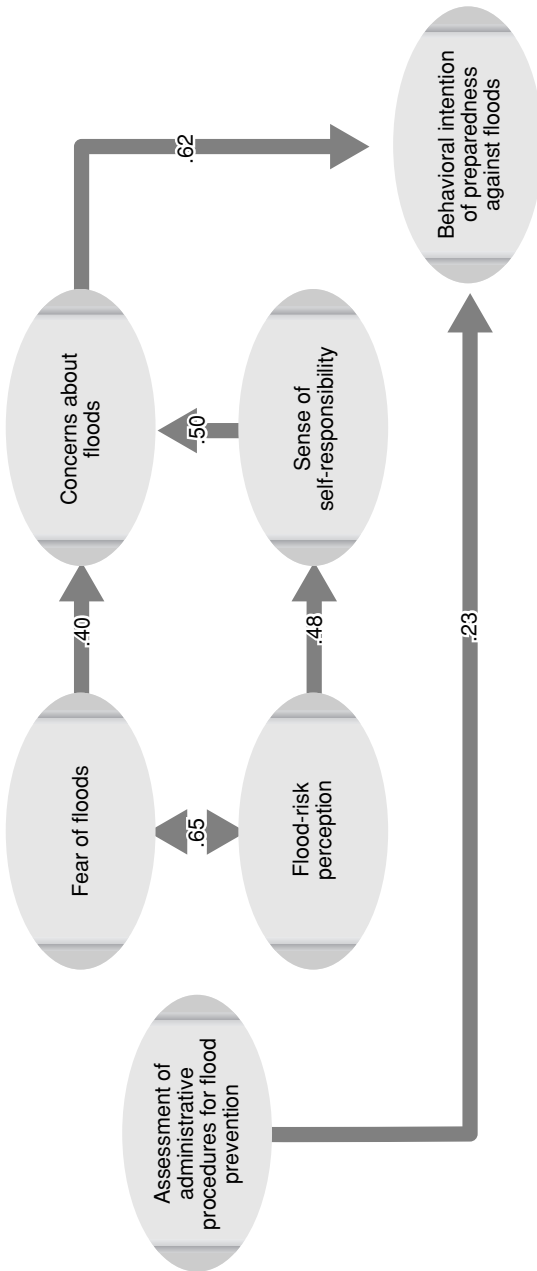 Assessment of
administrative
procedures for flood
prevention
Fear of floods
.65
Flood-risk
perception
.40
.48
Concerns about
floods
.50
Sense of
self-responsibility
.62
.23
Behavioral intention
of preparedness
against floods